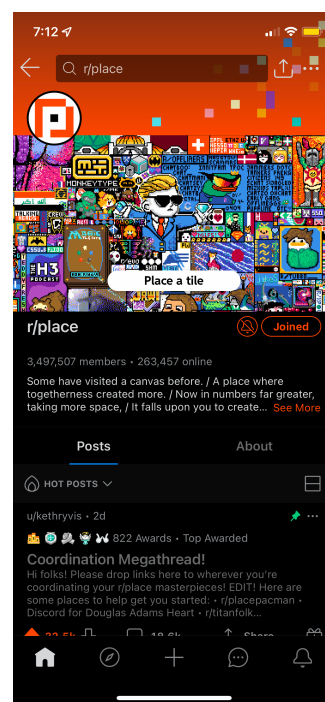 7:12
r/place
MONKEYTYPE
TALKING
H3
PODCAST
Place a tile
r/place
Joined
3,497,507 members • 263,457 online
Some have visited a canvas before. / A place where
togetherness created more. / Now in numbers far greater,
taking more space, / It falls upon you to create... See More
Posts
About
HOT POSTS
u/kethryvis • 2d
822 Awards • Top Awarded
Coordination Megathread!
Hi folks! Please drop links here to wherever you're
coordinating your r/place masterpieces! EDIT! Here are
some places to help get you started: • r/placepacman •
Discord for Douglas Adams Heart • r/titanfolk...
Share